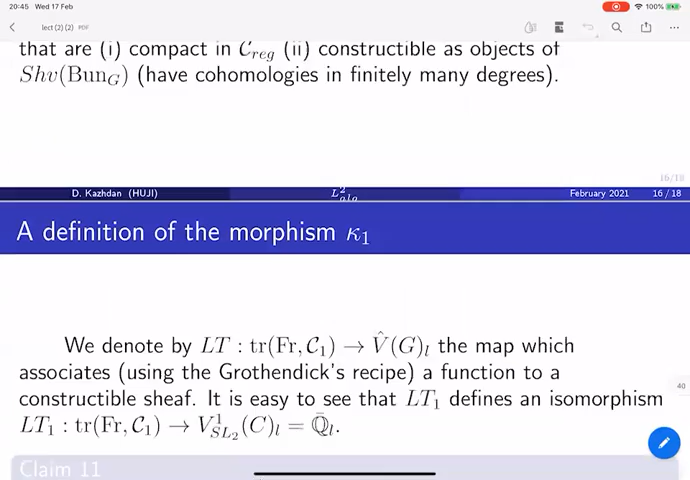 20:45 Wed 17 Feb
100%
lect (2) (2) PDF
that are (i) compact in 𝒞_reg (ii) constructible as objects of
Shv(Bun_G) (have cohomologies in finitely many degrees).
16/18
D. Kazhdan (HUJI) L²_alg February 2021 16 / 18
A definition of the morphism κ₁
We denote by LT : tr(Fr, 𝒞₁) → V̂(G)_l the map which
associates (using the Grothendick's recipe) a function to a
40
constructible sheaf. It is easy to see that LT₁ defines an isomorphism
LT₁ : tr(Fr, 𝒞₁) → V¹_{SL₂}(C)_l = ℚ̄_l.
Claim 11